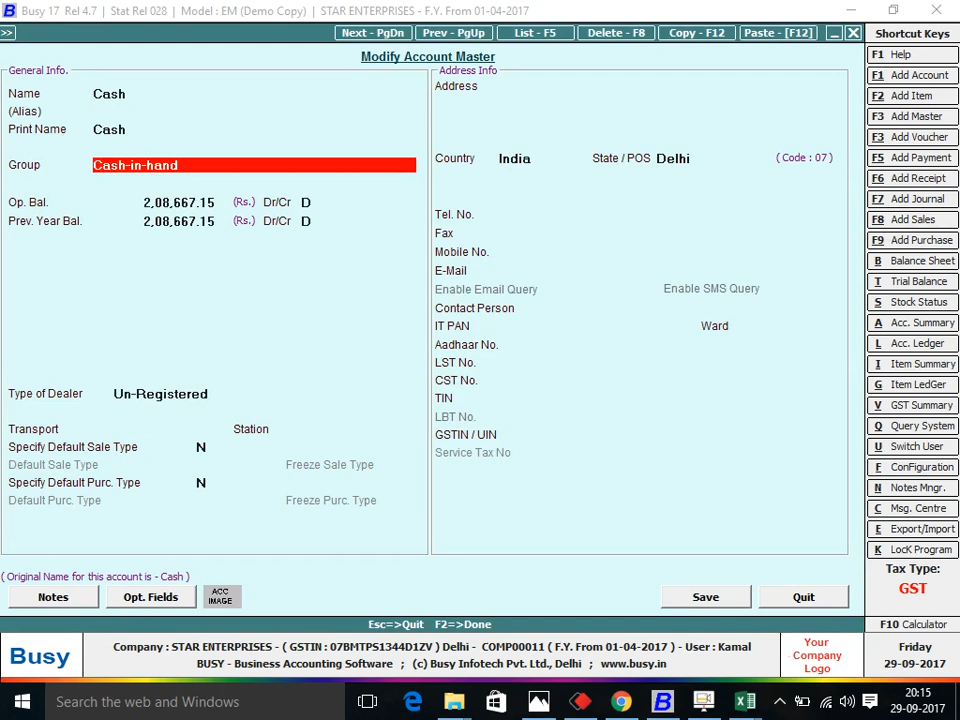 Busy 17 Rel 4.7 | Stat Rel 028 | Model : EM (Demo Copy) | STAR ENTERPRISES - F.Y. From 01-04-2017
>> Next - PgDn Prev - PgUp List - F5 Delete - F8 Copy - F12 Paste - [F12]
Shortcut Keys
Modify Account Master
General Info.
Name Cash
(Alias)
Print Name Cash
Group Cash-in-hand
Op. Bal. 2,08,667.15 (Rs.) Dr/Cr D
Prev. Year Bal. 2,08,667.15 (Rs.) Dr/Cr D
Type of Dealer Un-Registered
Transport Station
Specify Default Sale Type N
Default Sale Type Freeze Sale Type
Specify Default Purc. Type N
Default Purc. Type Freeze Purc. Type
Address Info
Address
Country India State / POS Delhi ( Code : 07 )
Tel. No.
Fax
Mobile No.
E-Mail
Enable Email Query Enable SMS Query
Contact Person
IT PAN Ward
Aadhaar No.
LST No.
CST No.
TIN
LBT No.
GSTIN / UIN
Service Tax No
F1 Help
F1 Add Account
F2 Add Item
F3 Add Master
F3 Add Voucher
F5 Add Payment
F6 Add Receipt
F7 Add Journal
F8 Add Sales
F9 Add Purchase
B Balance Sheet
T Trial Balance
S Stock Status
A Acc. Summary
L Acc. Ledger
I Item Summary
G Item LedGer
V GST Summary
Q Query System
U Switch User
F Configuration
N Notes Mngr.
C Msg. Centre
E Export/Import
K LocK Program
Tax Type:
GST
F10 Calculator
( Original Name for this account is - Cash )
Notes Opt. Fields ACC IMAGE Save Quit
Esc=>Quit F2=>Done
Busy
Company : STAR ENTERPRISES - ( GSTIN : 07BMTPS1344D1ZV ) Delhi - COMP00011 ( F.Y. From 01-04-2017 ) - User : Kamal
BUSY - Business Accounting Software ; (c) Busy Infotech Pvt. Ltd., Delhi ; www.busy.in
Your
Company
Logo
Friday
29-09-2017
Search the web and Windows
20:15
29-09-2017